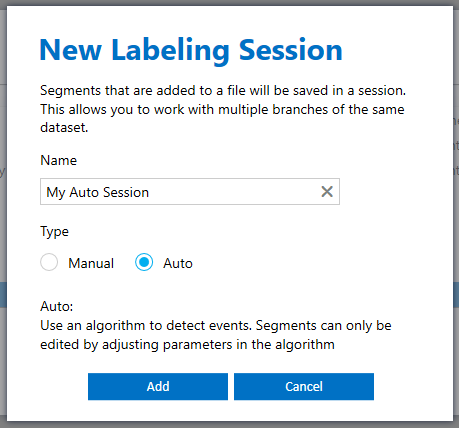 New Labeling Session
Segments that are added to a file will be saved in a session.
This allows you to work with multiple branches of the same
dataset.
Name
My Auto Session
Type
Manual
Auto
Auto:
Use an algorithm to detect events. Segments can only be
edited by adjusting parameters in the algorithm
Add
Cancel